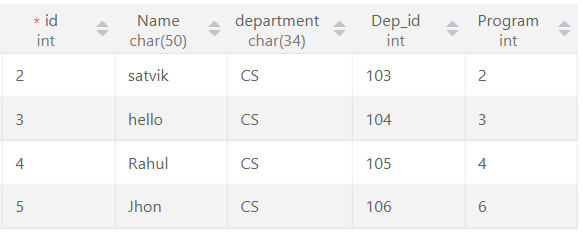 * id Name department Dep_id Program
int char(50) char(34) int int
2 satvik CS 103 2
3 hello CS 104 3
4 Rahul CS 105 4
5 Jhon CS 106 6